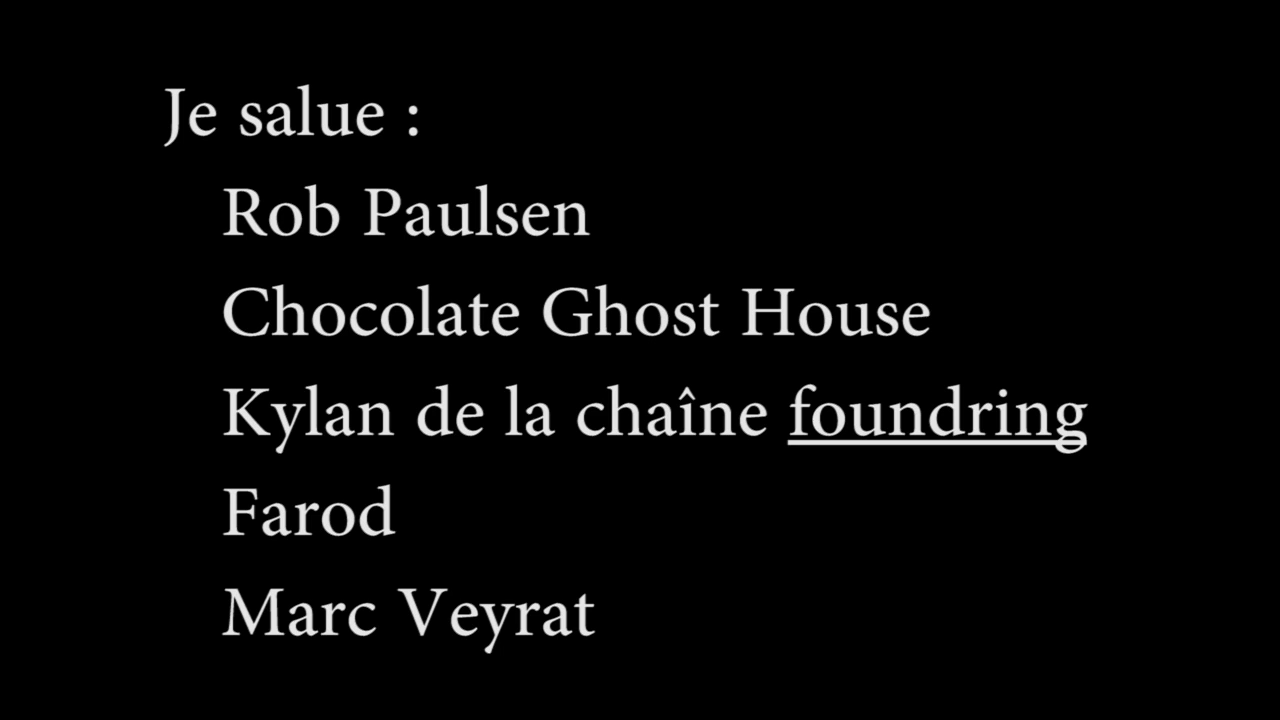 Je salue :
Rob Paulsen
Chocolate Ghost House
Kylan de la chaîne foundring
Farod
Marc Veyrat